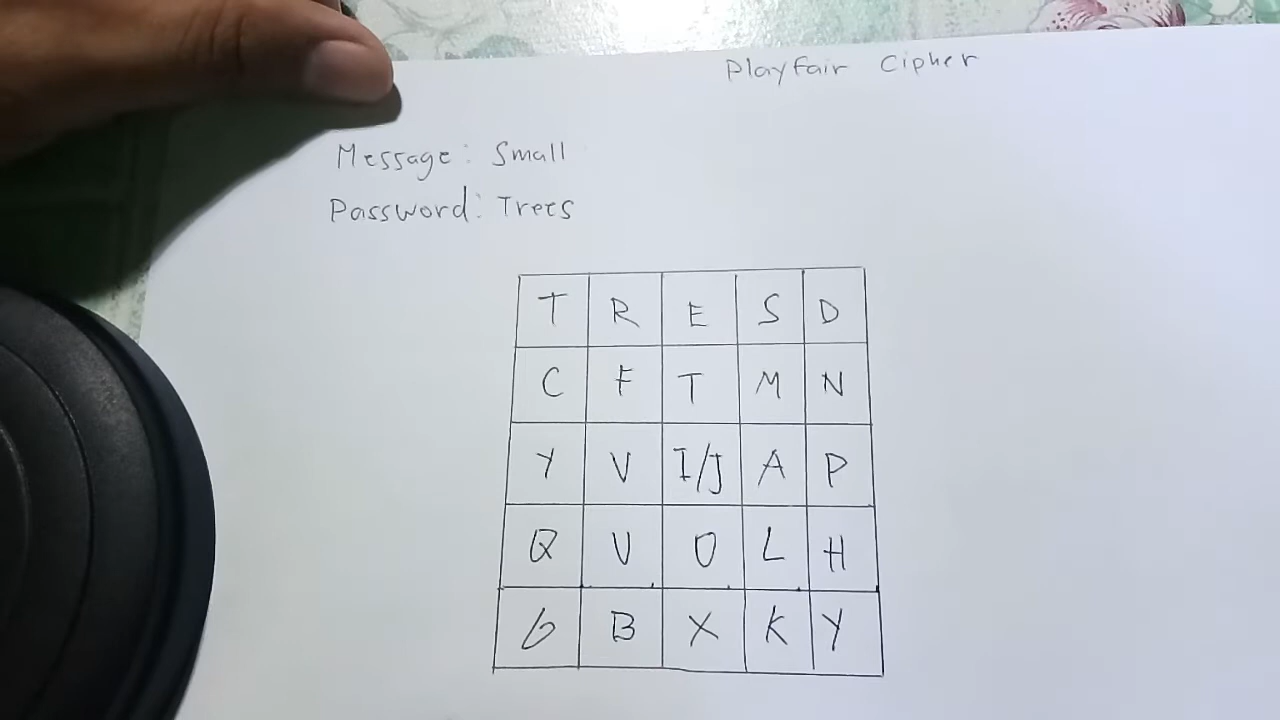 Playfair Cipher
Message: Small
Password: Trees
T R E S D
C F T M N
Y V I/J A P
Q U O L H
G B X K Y